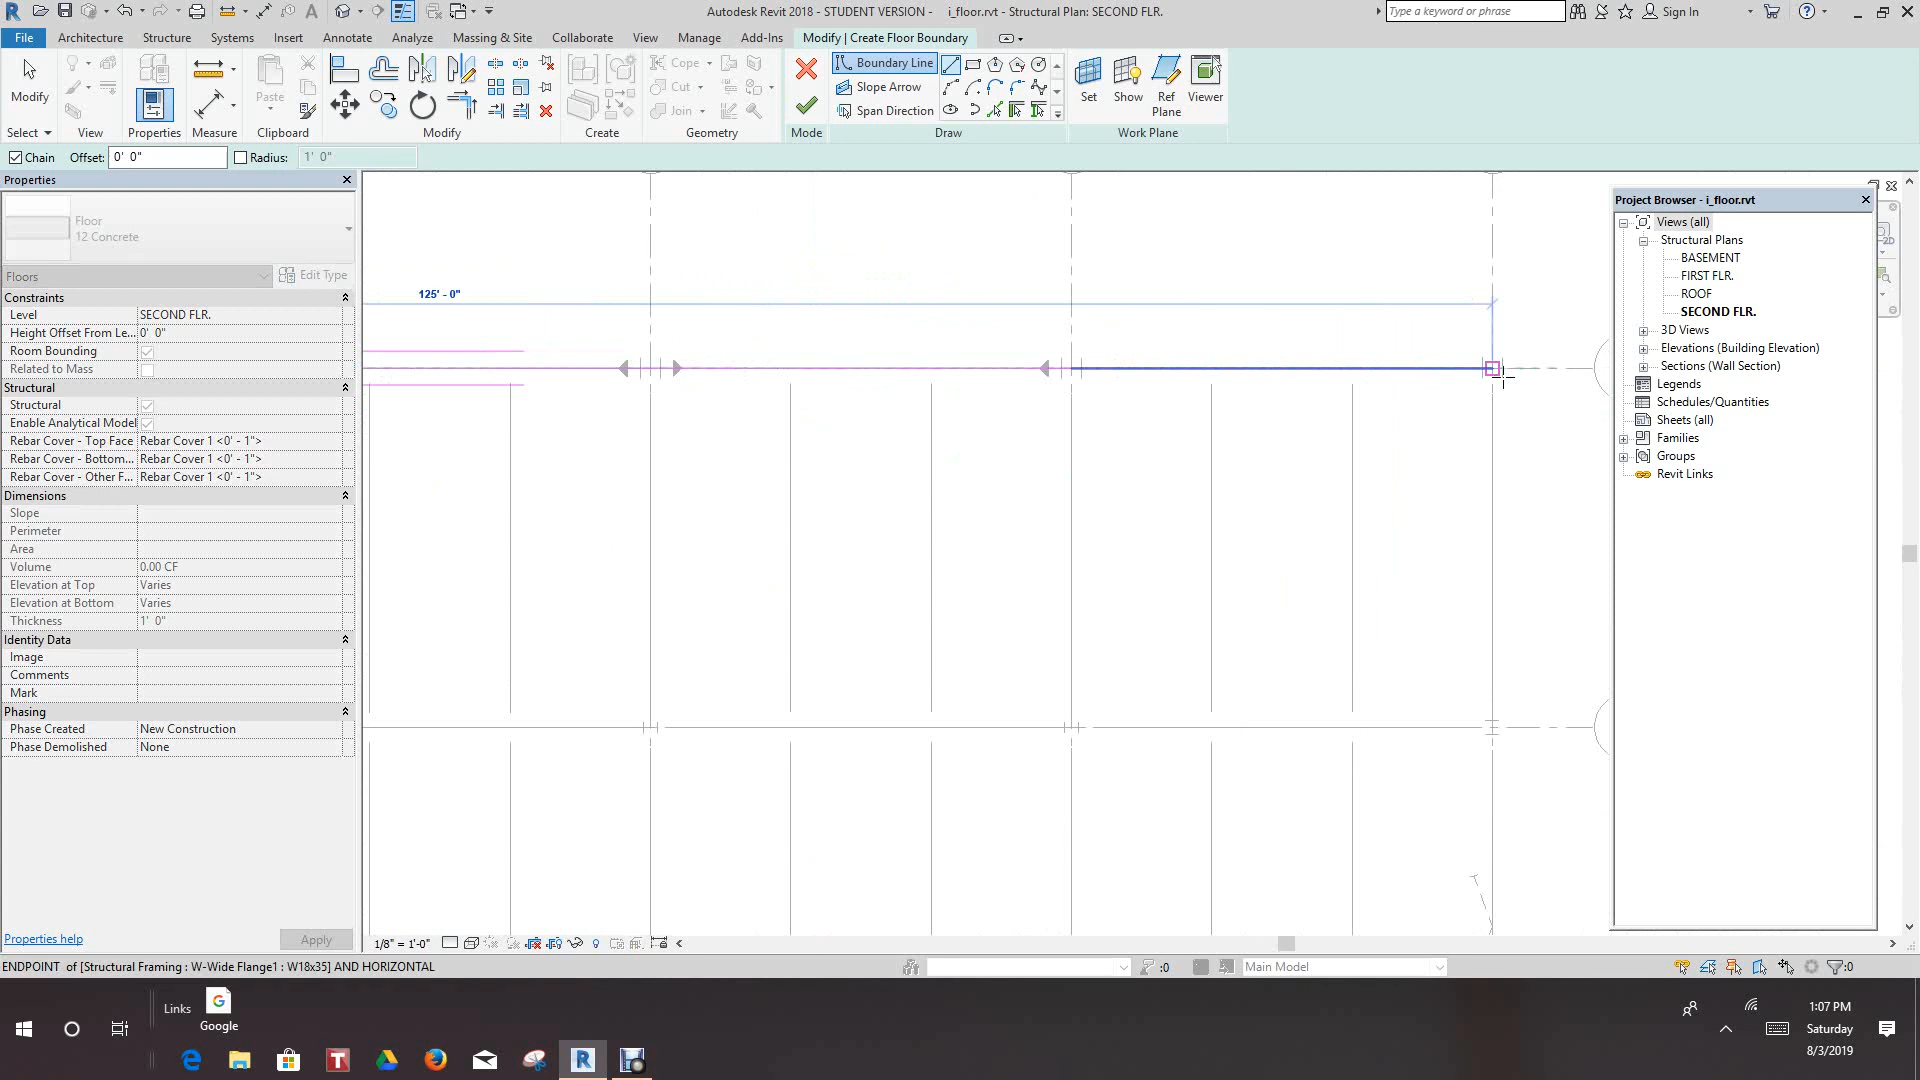 Autodesk Revit 2018 - STUDENT VERSION - i_floor.rvt - Structural Plan: SECOND FLR.
Type a keyword or phrase
Sign In
File Architecture Structure Systems Insert Annotate Analyze Massing & Site Collaborate View Manage Add-Ins Modify | Create Floor Boundary
Modify
Paste
Cope
Cut
Join
Boundary Line
Slope Arrow
Span Direction
Set
Show
Ref
Plane
Viewer
Select View Properties Measure Clipboard Modify Create Geometry Mode Draw Work Plane
Chain Offset: 0' 0" Radius: 1' 0"
Properties
Floor
12 Concrete
Floors
Edit Type
Constraints
Level SECOND FLR.
Height Offset From Le... 0' 0"
Room Bounding
Related to Mass
Structural
Structural
Enable Analytical Model
Rebar Cover - Top Face Rebar Cover 1 <0' - 1">
Rebar Cover - Bottom... Rebar Cover 1 <0' - 1">
Rebar Cover - Other F... Rebar Cover 1 <0' - 1">
Dimensions
Slope
Perimeter
Area
Volume 0.00 CF
Elevation at Top Varies
Elevation at Bottom Varies
Thickness 1' 0"
Identity Data
Image
Comments
Mark
Phasing
Phase Created New Construction
Phase Demolished None
Properties help
Apply
125' - 0"
Project Browser - i_floor.rvt
Views (all)
Structural Plans
BASEMENT
FIRST FLR.
ROOF
SECOND FLR.
3D Views
Elevations (Building Elevation)
Sections (Wall Section)
Legends
Schedules/Quantities
Sheets (all)
Families
Groups
Revit Links
1/8" = 1'-0"
ENDPOINT of [Structural Framing : W-Wide Flange1 : W18x35] AND HORIZONTAL
:0
Main Model
:0
Links
Google
1:07 PM
Saturday
8/3/2019